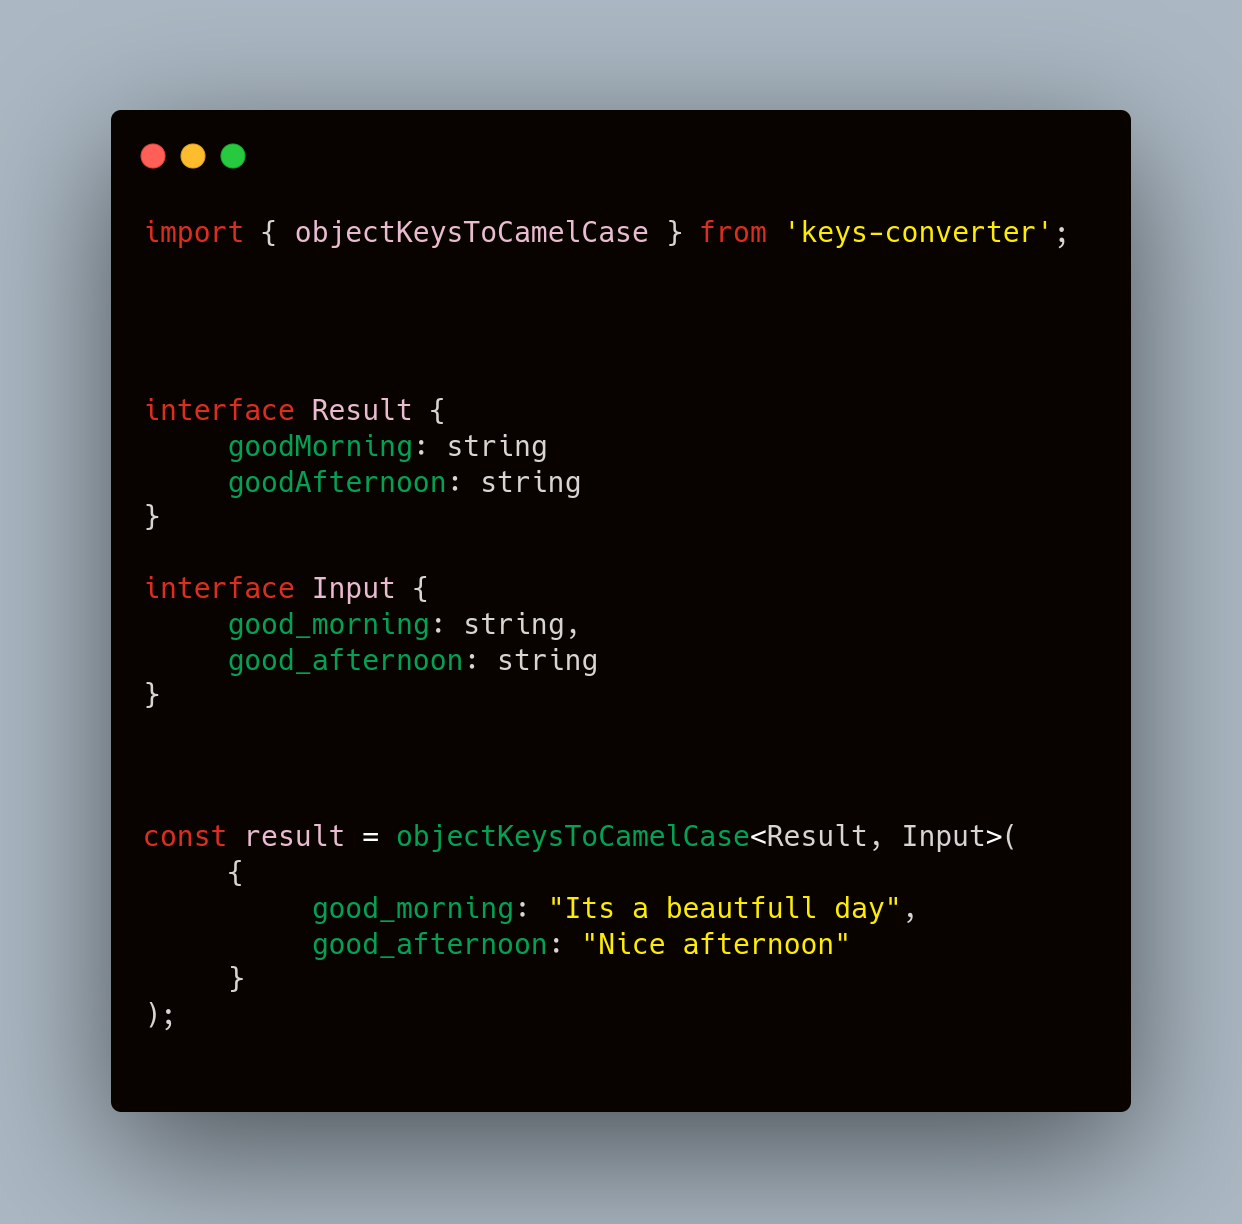 import { objectKeysToCamelCase } from 'keys-converter';
interface Result {
goodMorning: string
goodAfternoon: string
}
interface Input {
good_morning: string,
good_afternoon: string
}
const result = objectKeysToCamelCase<Result, Input>(
{
good_morning: "Its a beautfull day",
good_afternoon: "Nice afternoon"
}
);